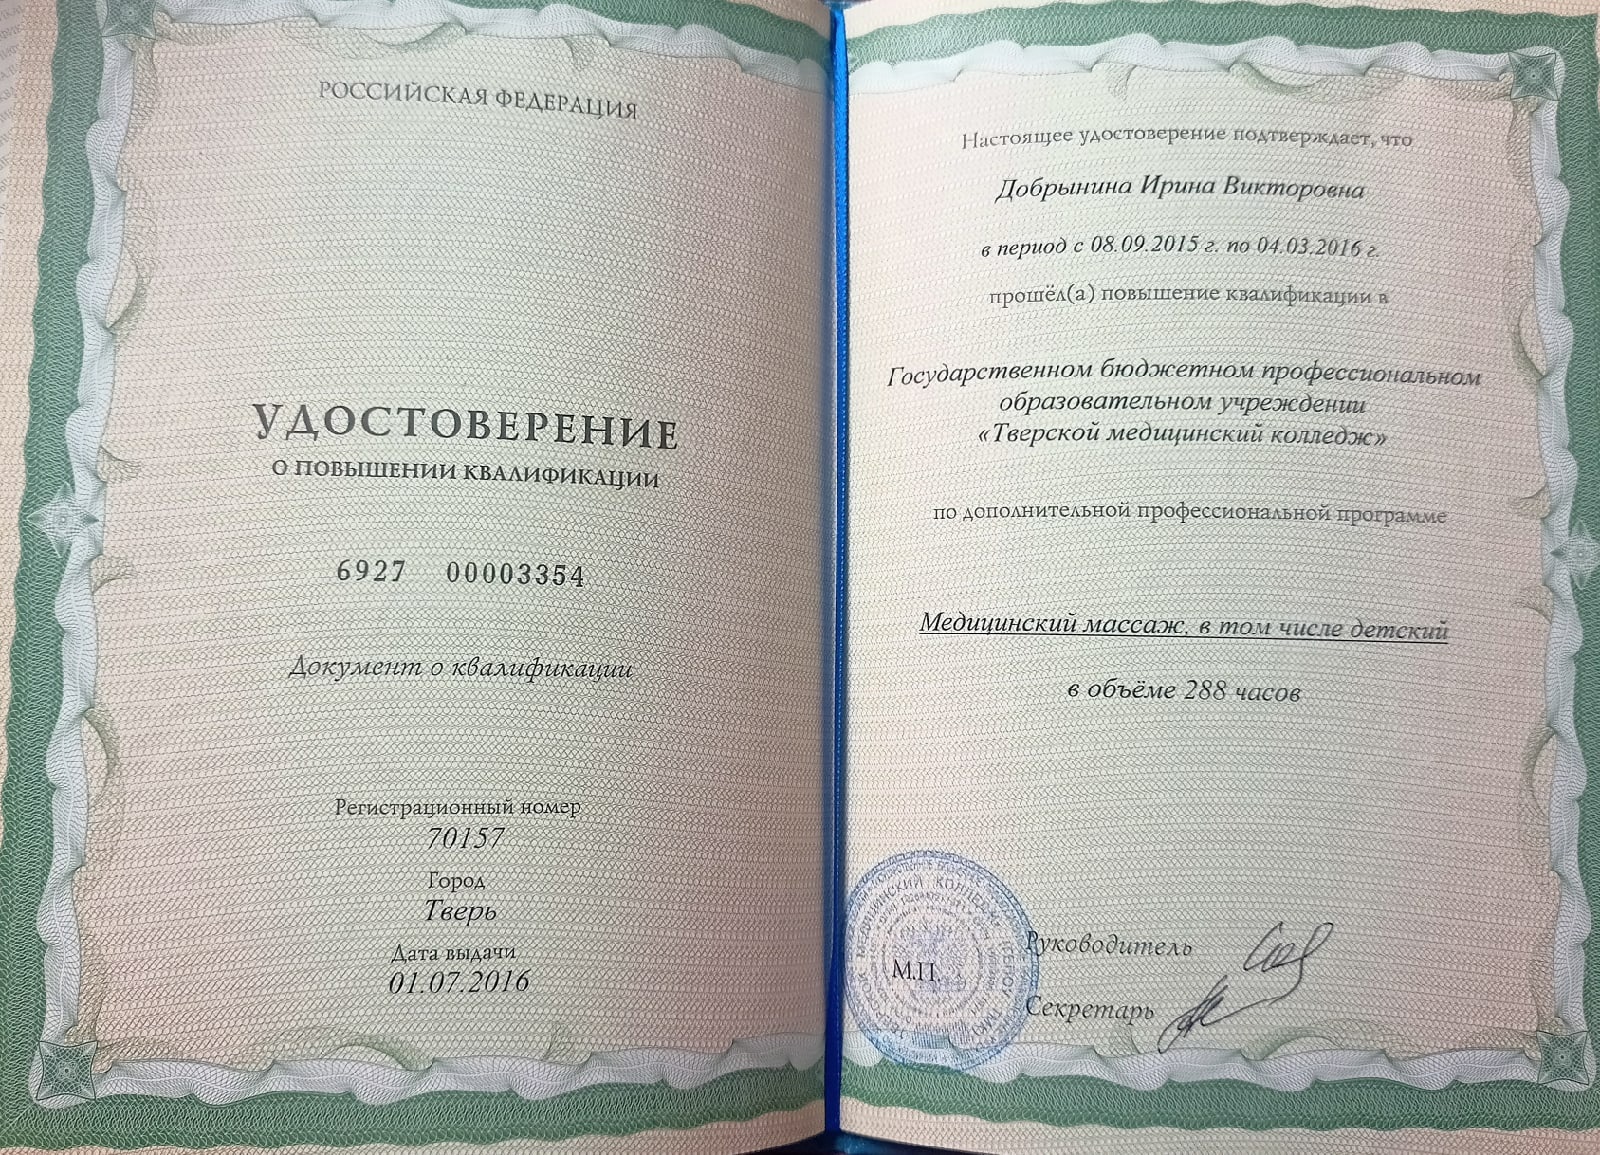 РОССИЙСКАЯ ФЕДЕРАЦИЯ
УДОСТОВЕРЕНИЕ
О ПОВЫШЕНИИ КВАЛИФИКАЦИИ
6927 00003354
Документ о квалификации
Регистрационный номер
70157
Город
Тверь
Дата выдачи
01.07.2016
Настоящее удостоверение подтверждает, что
Добрынина Ирина Викторовна
в период с 08.09.2015 г. по 04.03.2016 г.
прошёл(а) повышение квалификации в
Государственном бюджетном профессиональном
образовательном учреждении
«Тверской медицинский колледж»
по дополнительной профессиональной программе
Медицинский массаж, в том числе детский
в объёме 288 часов
Руководитель
М.П.
Секретарь